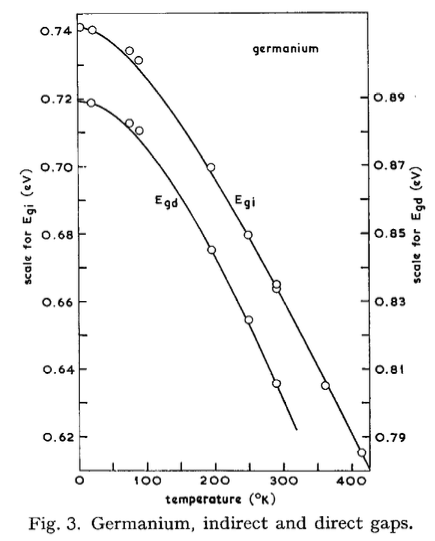 germanium
0.74
0.72
0.70
0.68
0.66
0.64
0.62
scale for Egi (eV)
Egd
Egi
0.89
0.87
0.85
0.83
0.81
0.79
scale for Egd (eV)
0 100 200 300 400
temperature (°K)
Fig. 3. Germanium, indirect and direct gaps.